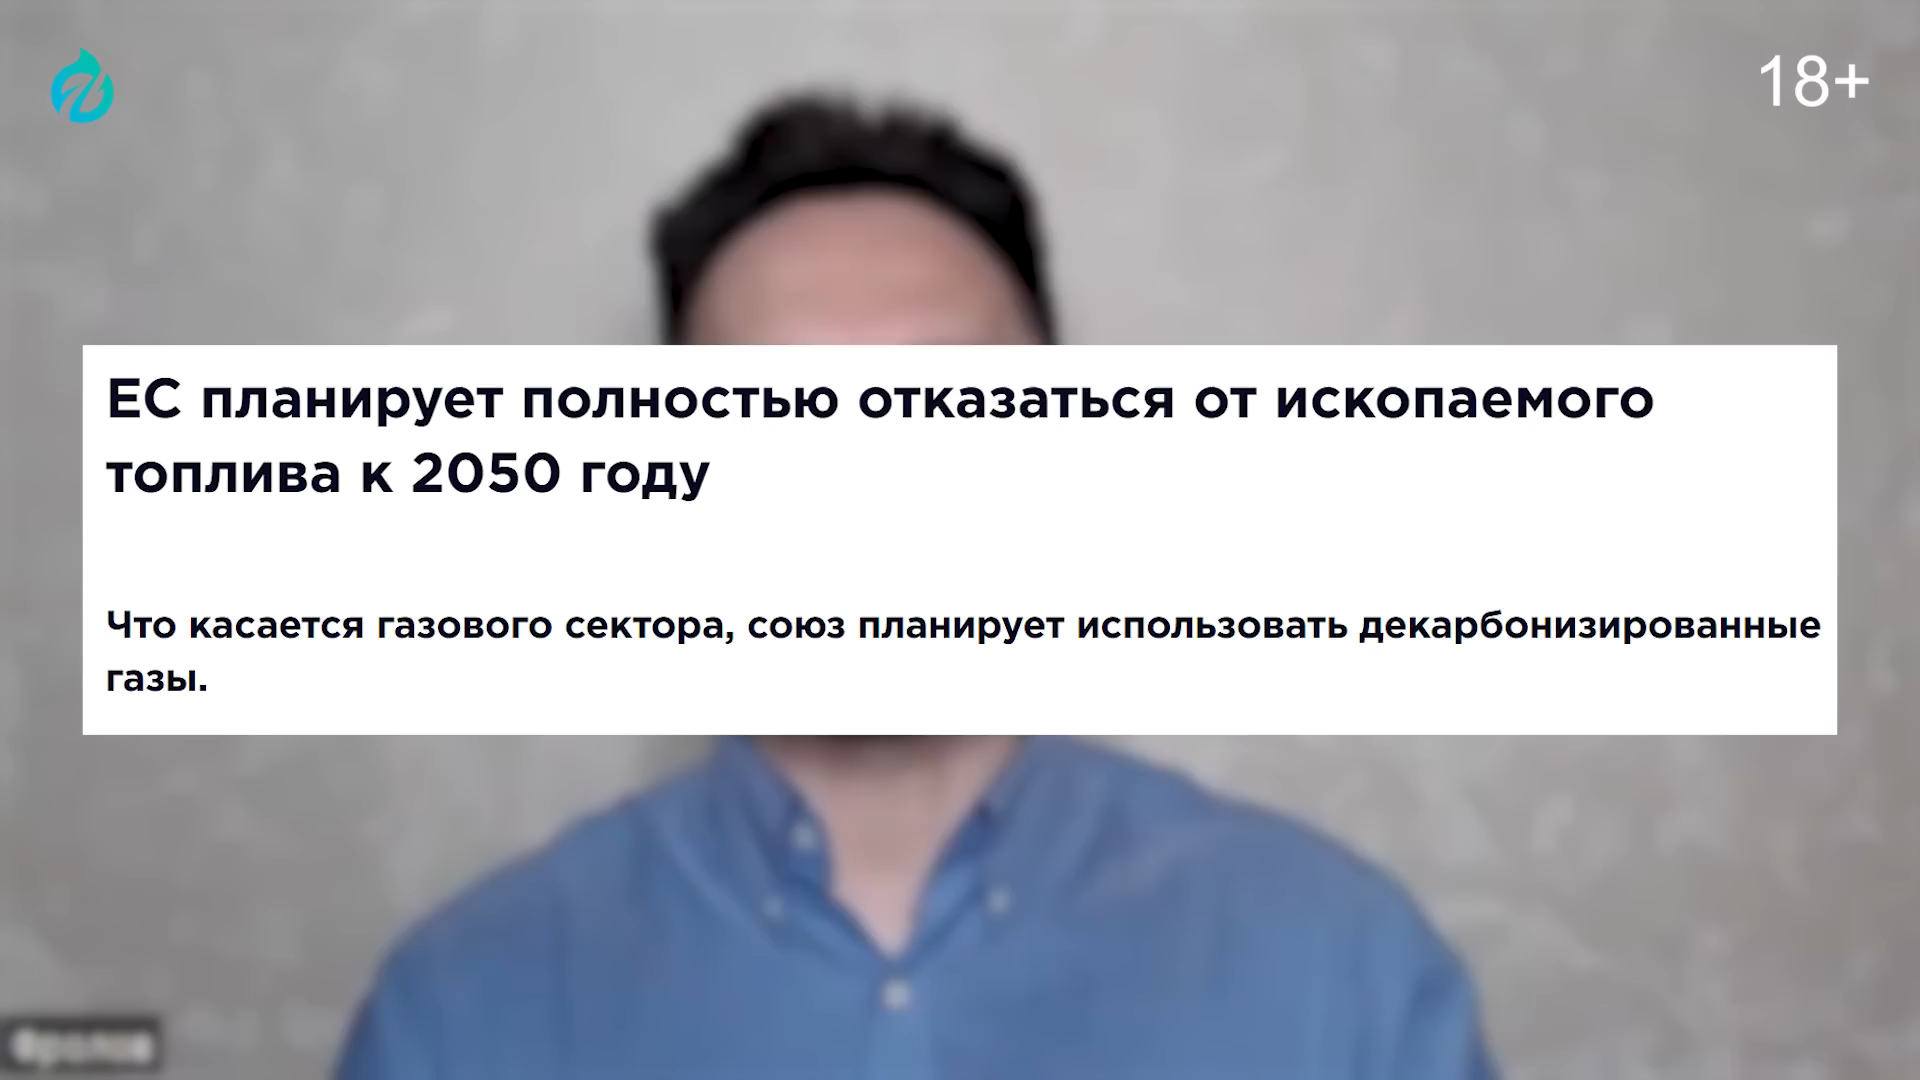 18+
ЕС планирует полностью отказаться от ископаемого
топлива к 2050 году
Что касается газового сектора, союз планирует использовать декарбонизированные
газы.
Фролов